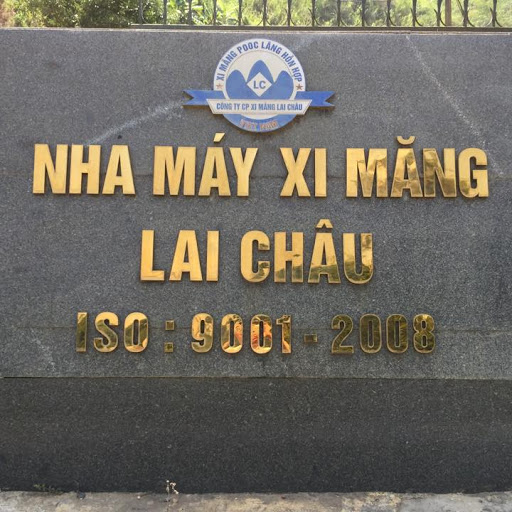 XI MĂNG POOC LĂNG HỖN HỢP
LC
CÔNG TY CP XI MĂNG LAI CHÂU
NHA MÁY XI MĂNG
LAI CHÂU
ISO : 9001 - 2008